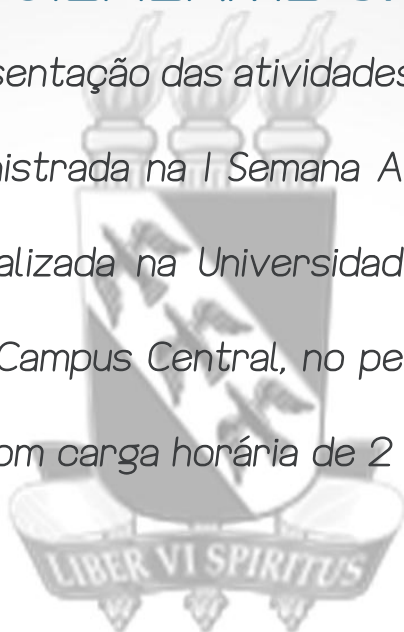 sentação das atividades
nistrada na I Semana A
alizada na Universidad
Campus Central, no pe
om carga horária de 2
LIBER VI SPIRITUS